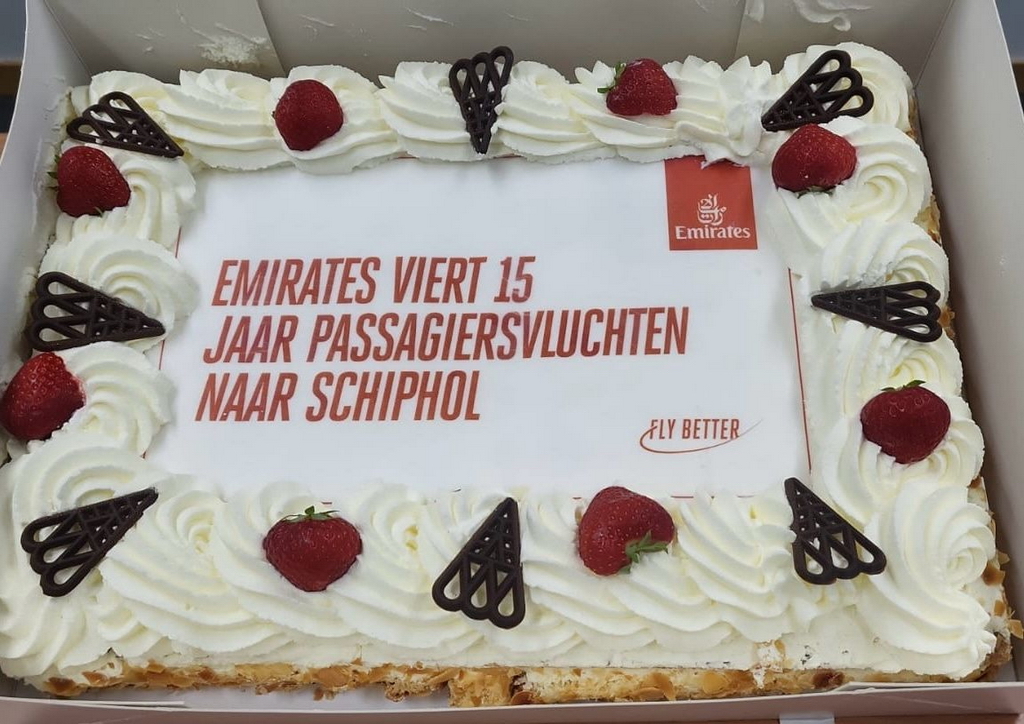 Emirates
EMIRATES VIERT 15
JAAR PASSAGIERSVLUCHTEN
NAAR SCHIPHOL
FLY BETTER